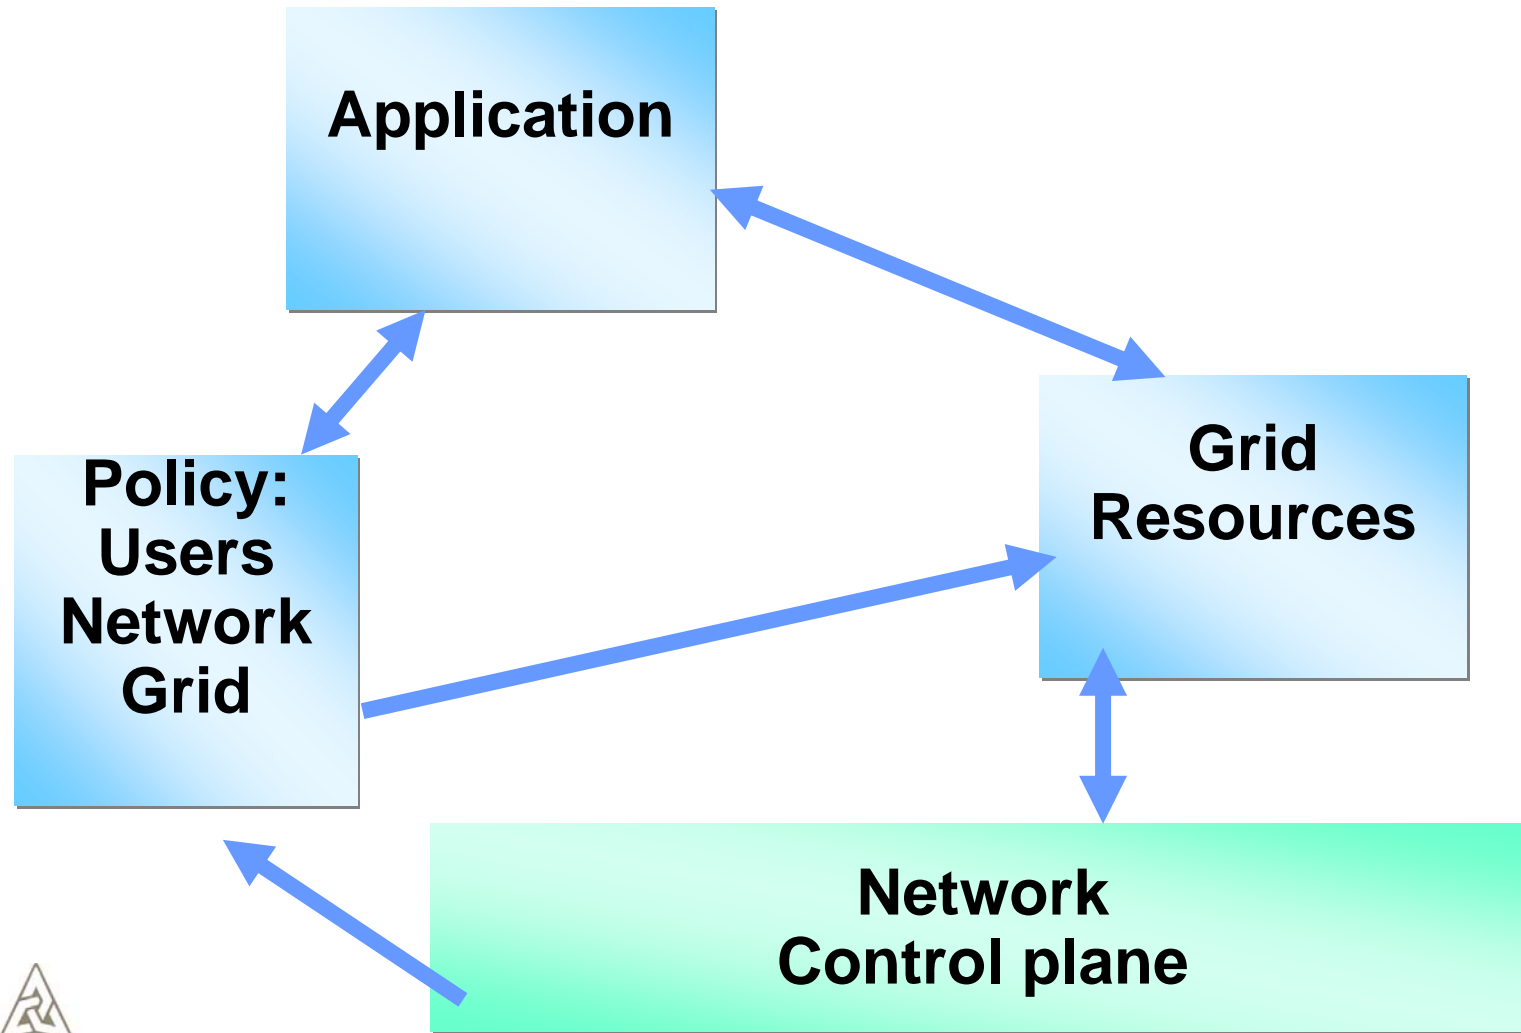 Application
Grid
Resources
Policy:
Users
Network
Grid
Network
Control plane